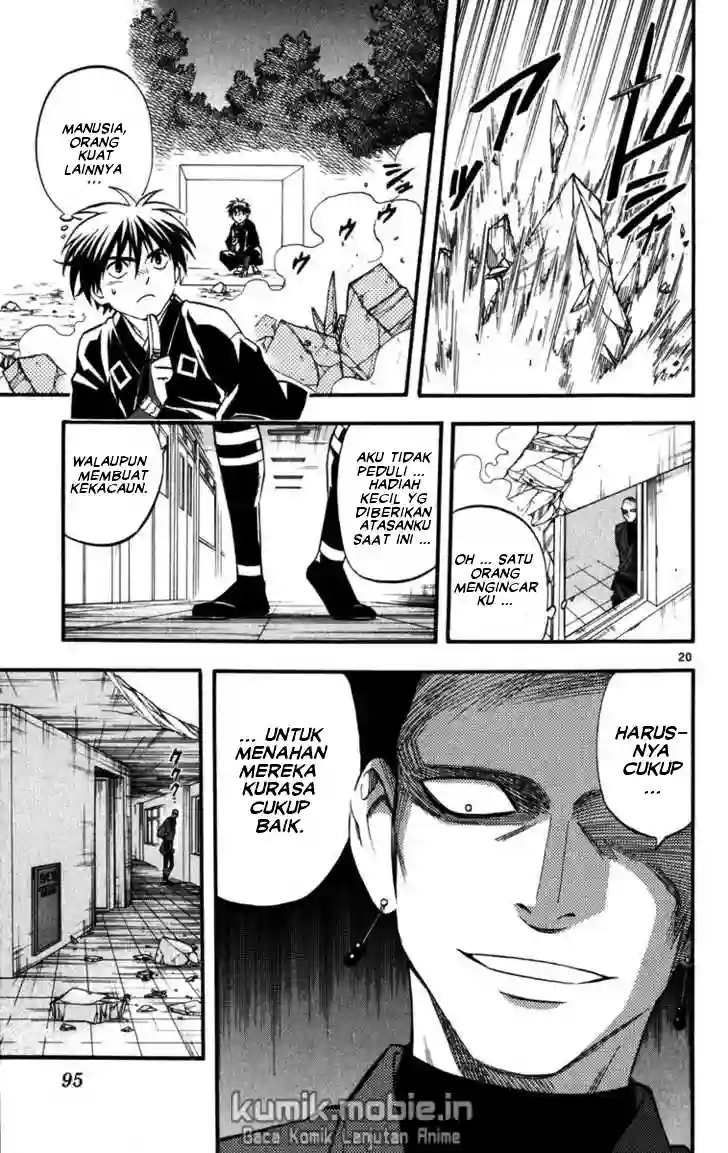 MANUSIA,
ORANG
KUAT
LAINNYA
...
OH ... SATU
ORANG
MENGINCAR
KU ...
AKU TIDAK
PEDULI ...
HADIAH
KECIL YG
DIBERIKAN
ATASANKU
SAAT INI ...
WALAUPUN
MEMBUAT
KEKACAUN.
20
HARUS-
NYA
CUKUP
...
... UNTUK
MENAHAN
MEREKA
KURASA
CUKUP
BAIK.
95
kumik.mobie.in
Baca Komik Lanjutan Anime